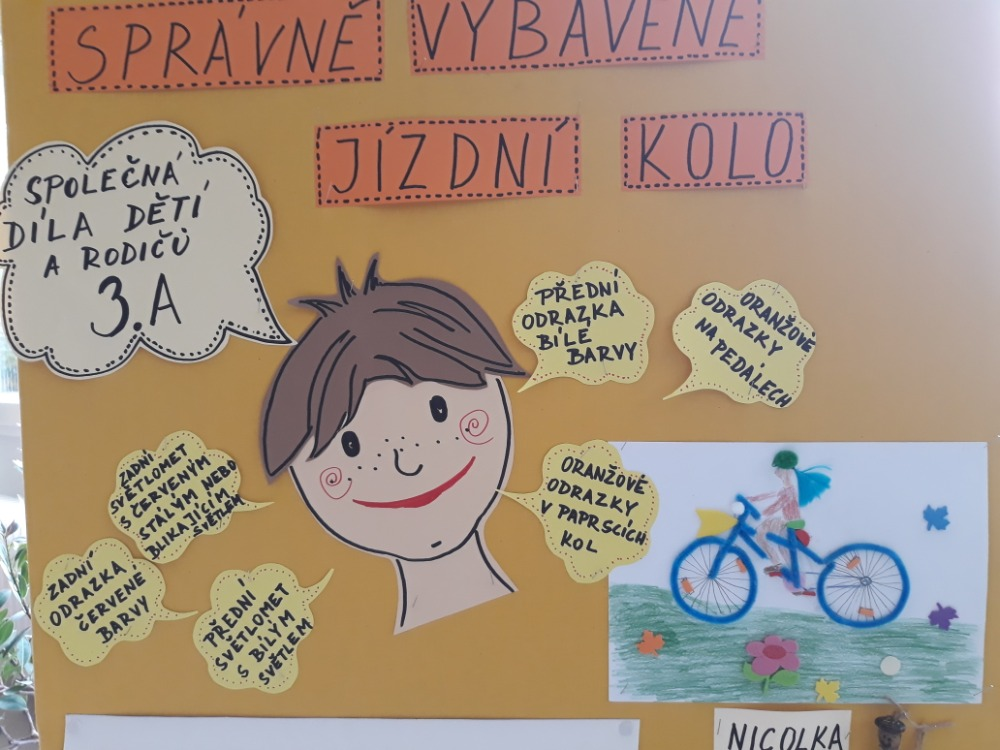 SPRÁVNĚ VYBAVENÉ
JÍZDNÍ KOLO
SPOLEČNÁ
DÍLA DĚTÍ
A RODIČŮ
3.A
PŘEDNÍ
ODRAZKA
BÍLÉ
BARVY
ORANŽOVÉ
ODRAZKY
NA PEDÁLECH
ZADNÍ
SVĚTLOMET
S ČERVENÝM
STÁLÝM NEBO
BLIKAJÍCÍM
SVĚTLEM
ORANŽOVÉ
ODRAZKY
V PAPRSCÍCH
KOL
ZADNÍ
ODRAZKA
ČERVENÉ
BARVY
PŘEDNÍ
SVĚTLOMET
S BÍLÝM
SVĚTLEM
NICOLKA